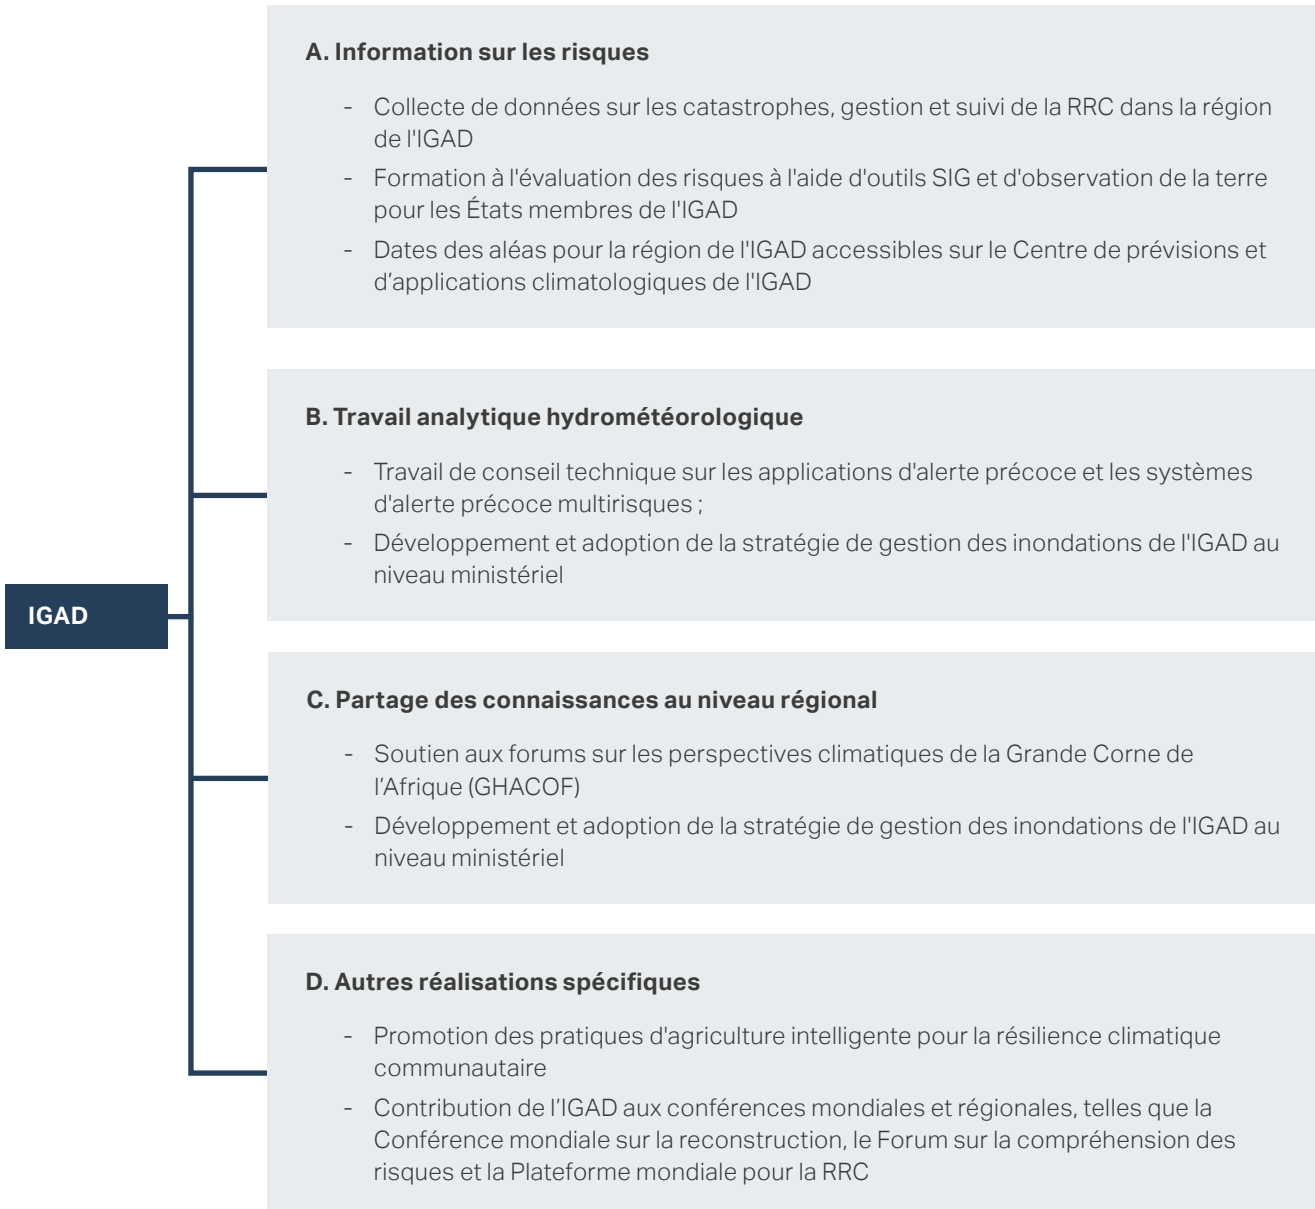 A. Information sur les risques
- Collecte de données sur les catastrophes, gestion et suivi de la RRC dans la région
de l'IGAD
- Formation à l'évaluation des risques à l'aide d'outils SIG et d'observation de la terre
pour les États membres de l'IGAD
- Dates des aléas pour la région de l'IGAD accessibles sur le Centre de prévisions et
d’applications climatologiques de l'IGAD
B. Travail analytique hydrométéorologique
- Travail de conseil technique sur les applications d'alerte précoce et les systèmes
d'alerte précoce multirisques ;
- Développement et adoption de la stratégie de gestion des inondations de l'IGAD au
niveau ministériel
IGAD
C. Partage des connaissances au niveau régional
- Soutien aux forums sur les perspectives climatiques de la Grande Corne de
l’Afrique (GHACOF)
- Développement et adoption de la stratégie de gestion des inondations de l'IGAD au
niveau ministériel
D. Autres réalisations spécifiques
- Promotion des pratiques d'agriculture intelligente pour la résilience climatique
communautaire
- Contribution de l’IGAD aux conférences mondiales et régionales, telles que la
Conférence mondiale sur la reconstruction, le Forum sur la compréhension des
risques et la Plateforme mondiale pour la RRC